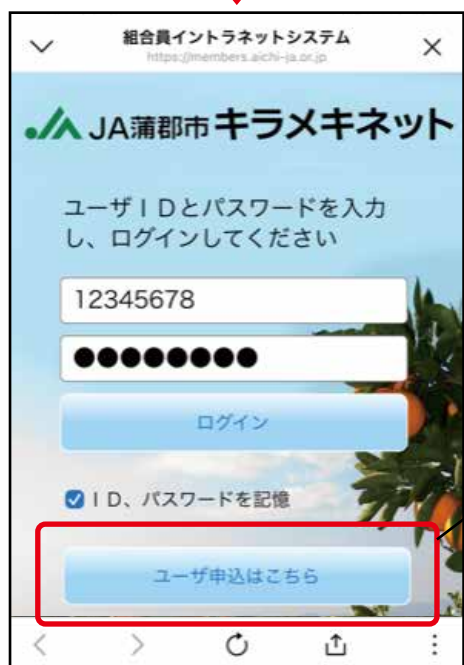 組合員イントラネットシステム
https://members.aichi-ja.or.jp
JA蒲郡市キラメキネット
ユーザIDとパスワードを入力
し、ログインしてください
12345678
●●●●●●●●
ログイン
ID、パスワードを記憶
ユーザ申込はこちら